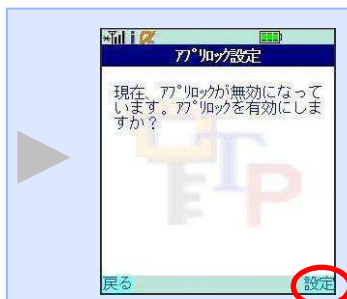 ｱﾌﾟﾘﾛｯｸ設定
現在、ｱﾌﾟﾘﾛｯｸが無効になって
います。ｱﾌﾟﾘﾛｯｸを有効にしま
すか？
OTP
戻る
設定